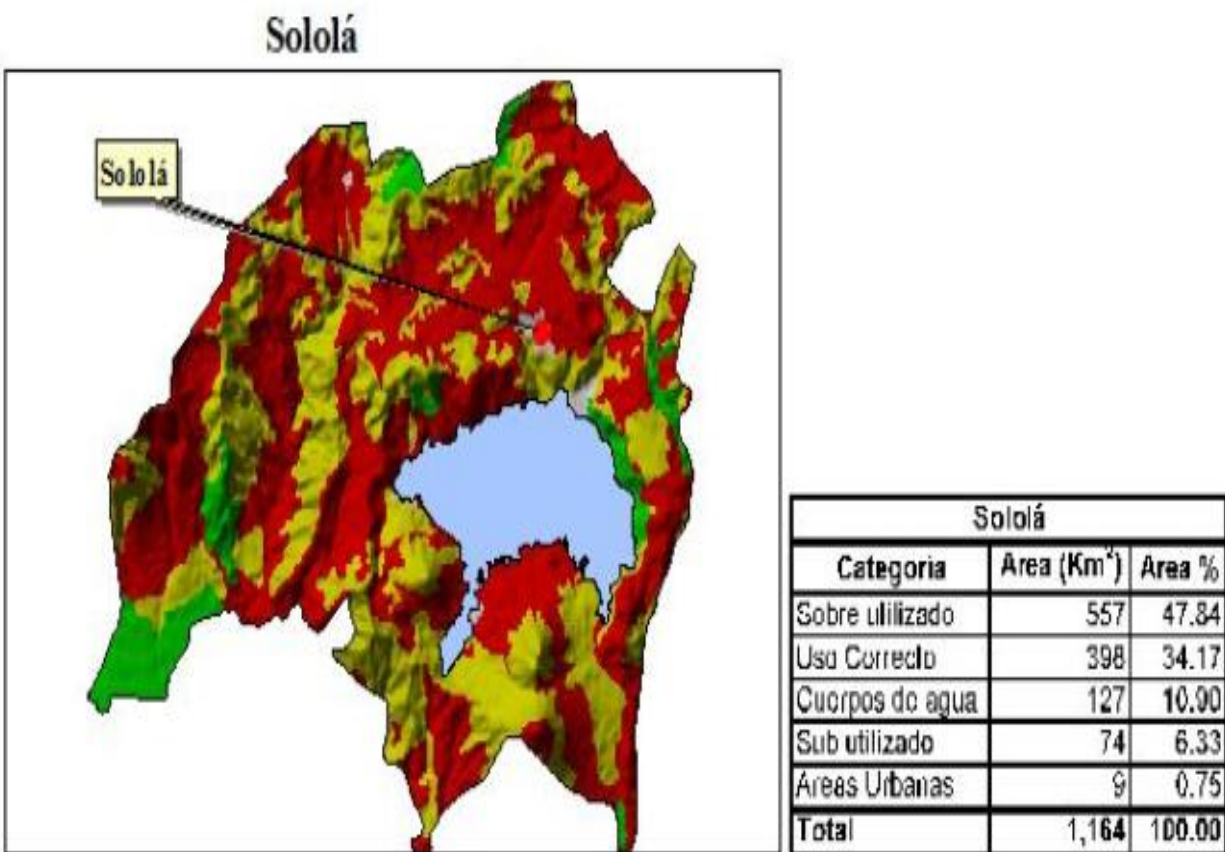 Sololá
Sololá
Sololá
Categoria Area (Km²) Area %
Sobre utilizado 557 47.84
Uso Correcto 398 34.17
Cuerpos de agua 127 10.90
Sub utilizado 74 6.33
Areas Urbanas 9 0.75
Total 1,164 100.00